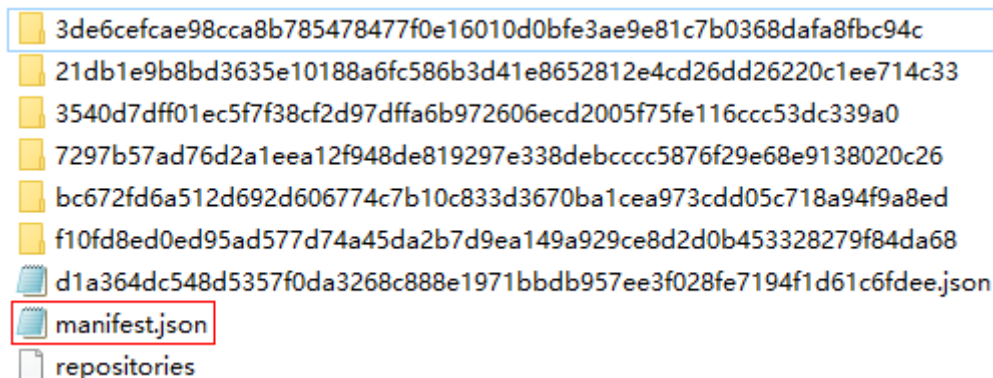 3de6cefcae98cca8b785478477f0e16010d0bfe3ae9e81c7b0368dafa8fbc94c
21db1e9b8bd3635e10188a6fc586b3d41e8652812e4cd26dd26220c1ee714c33
3540d7dff01ec5f7f38cf2d97dffa6b972606ecd2005f75fe116ccc53dc339a0
7297b57ad76d2a1eea12f948de819297e338debcccc5876f29e68e9138020c26
bc672fd6a512d692d606774c7b10c833d3670ba1cea973cdd05c718a94f9a8ed
f10fd8ed0ed95ad577d74a45da2b7d9ea149a929ce8d2d0b453328279f84da68
d1a364dc548d5357f0da3268c888e1971bbdb957ee3f028fe7194f1d61c6fdee.json
manifest.json
repositories